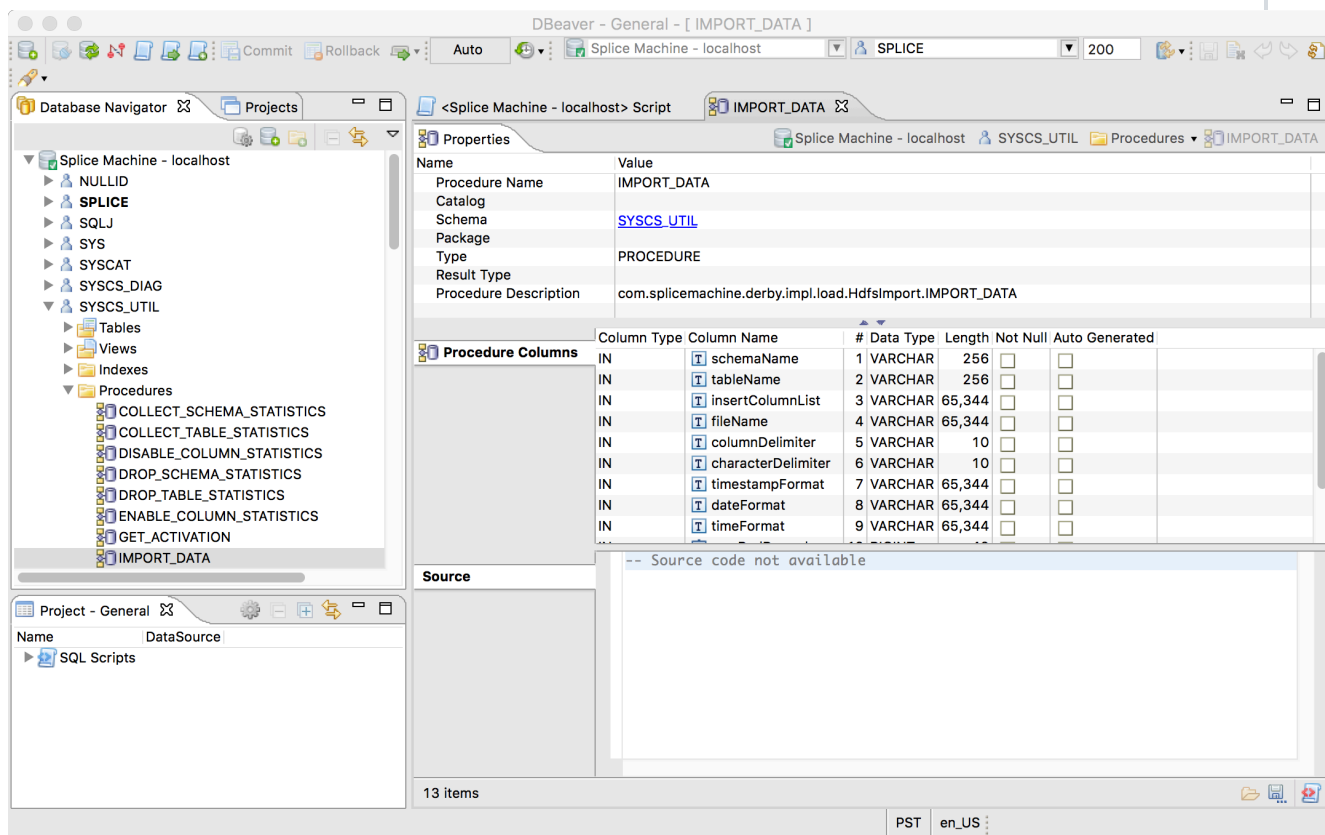 DBeaver - General - [ IMPORT_DATA ]
Commit Rollback Auto Splice Machine - localhost SPLICE 200
Database Navigator Projects
Splice Machine - localhost
NULLID
SPLICE
SQLJ
SYS
SYSCAT
SYSCS_DIAG
SYSCS_UTIL
Tables
Views
Indexes
Procedures
COLLECT_SCHEMA_STATISTICS
COLLECT_TABLE_STATISTICS
DISABLE_COLUMN_STATISTICS
DROP_SCHEMA_STATISTICS
DROP_TABLE_STATISTICS
ENABLE_COLUMN_STATISTICS
GET_ACTIVATION
IMPORT_DATA
Project - General
Name DataSource
SQL Scripts
<Splice Machine - localhost> Script IMPORT_DATA
Properties Splice Machine - localhost SYSCS_UTIL Procedures IMPORT_DATA
Name Value
Procedure Name IMPORT_DATA
Catalog
Schema SYSCS_UTIL
Package
Type PROCEDURE
Result Type
Procedure Description com.splicemachine.derby.impl.load.HdfsImport.IMPORT_DATA
Procedure Columns
Column Type Column Name # Data Type Length Not Null Auto Generated
IN T schemaName 1 VARCHAR 256
IN T tableName 2 VARCHAR 256
IN T insertColumnList 3 VARCHAR 65,344
IN T fileName 4 VARCHAR 65,344
IN T columnDelimiter 5 VARCHAR 10
IN T characterDelimiter 6 VARCHAR 10
IN T timestampFormat 7 VARCHAR 65,344
IN T dateFormat 8 VARCHAR 65,344
IN T timeFormat 9 VARCHAR 65,344
Source
-- Source code not available
13 items
PST en_US